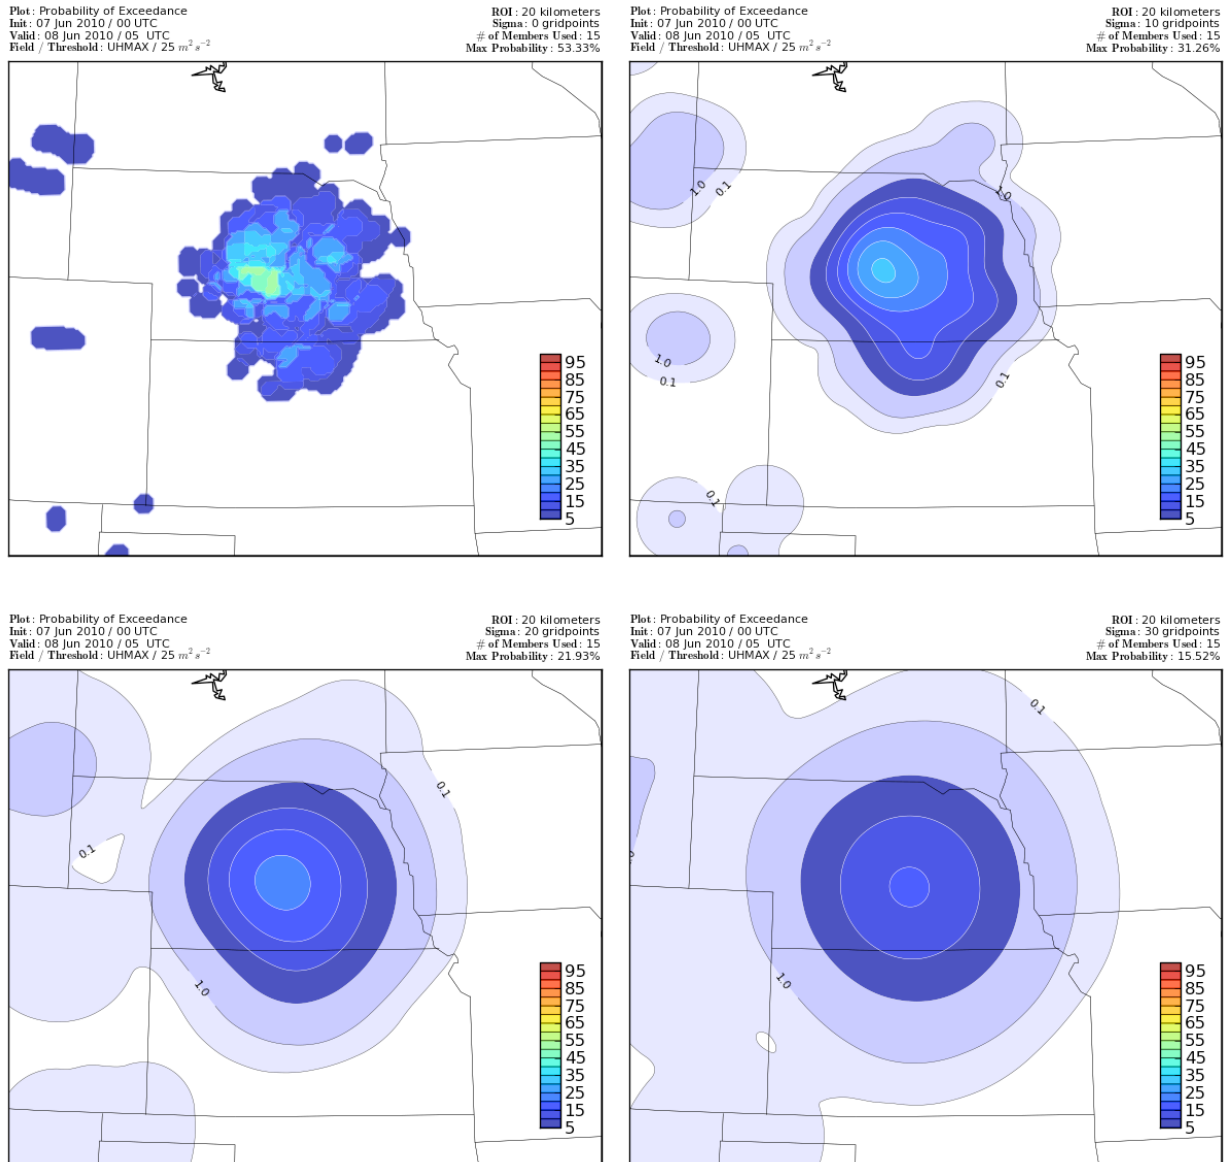 Plot: Probability of Exceedance
Init: 07 Jun 2010 / 00 UTC
Valid: 08 Jun 2010 / 05 UTC
Field / Threshold: UHMAX / 25 m² s⁻²
ROI: 20 kilometers
Sigma: 0 gridpoints
# of Members Used: 15
Max Probability: 53.33%
95
85
75
65
55
45
35
25
15
5
Plot: Probability of Exceedance
Init: 07 Jun 2010 / 00 UTC
Valid: 08 Jun 2010 / 05 UTC
Field / Threshold: UHMAX / 25 m² s⁻²
ROI: 20 kilometers
Sigma: 10 gridpoints
# of Members Used: 15
Max Probability: 31.26%
1.0
0.1
1.0
1.0
0.1
0.1
0.1
95
85
75
65
55
45
35
25
15
5
Plot: Probability of Exceedance
Init: 07 Jun 2010 / 00 UTC
Valid: 08 Jun 2010 / 05 UTC
Field / Threshold: UHMAX / 25 m² s⁻²
ROI: 20 kilometers
Sigma: 20 gridpoints
# of Members Used: 15
Max Probability: 21.93%
0.1
0.1
1.0
95
85
75
65
55
45
35
25
15
5
Plot: Probability of Exceedance
Init: 07 Jun 2010 / 00 UTC
Valid: 08 Jun 2010 / 05 UTC
Field / Threshold: UHMAX / 25 m² s⁻²
ROI: 20 kilometers
Sigma: 30 gridpoints
# of Members Used: 15
Max Probability: 15.52%
0.1
1.0
95
85
75
65
55
45
35
25
15
5